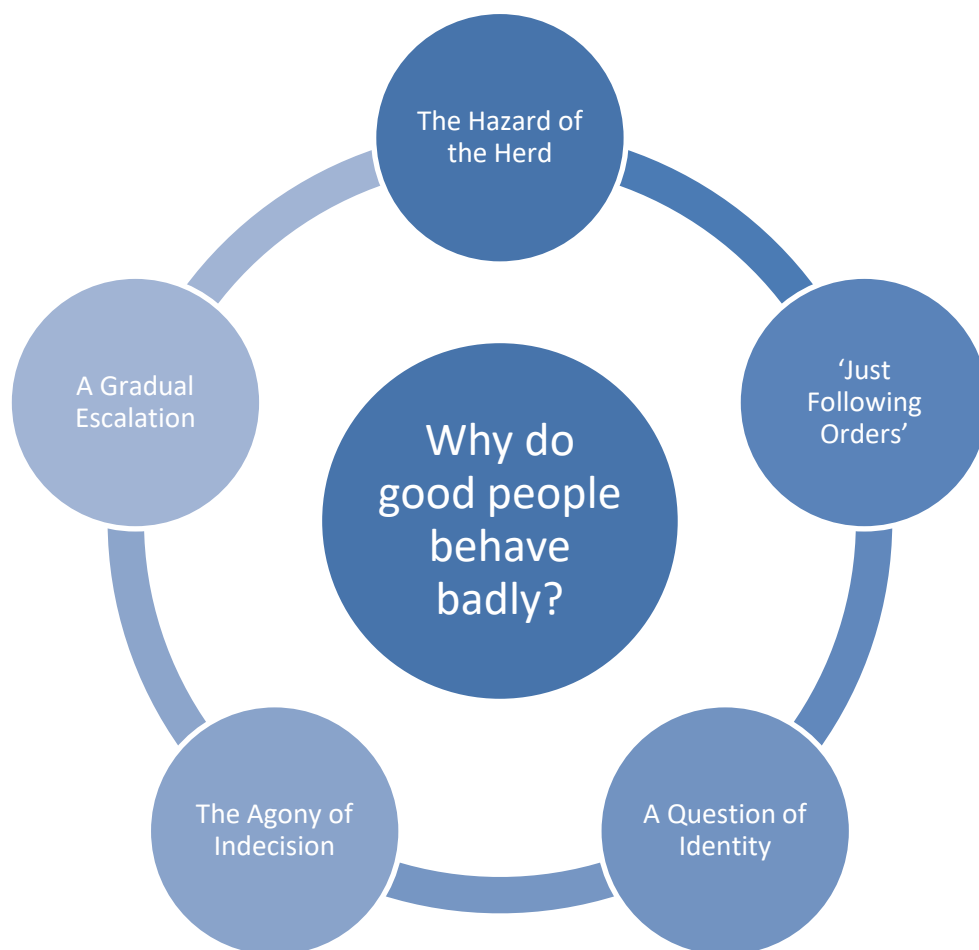 The Hazard of
the Herd
‘Just
Following
Orders’
A Gradual
Escalation
Why do
good people
behave
badly?
The Agony of
Indecision
A Question of
Identity